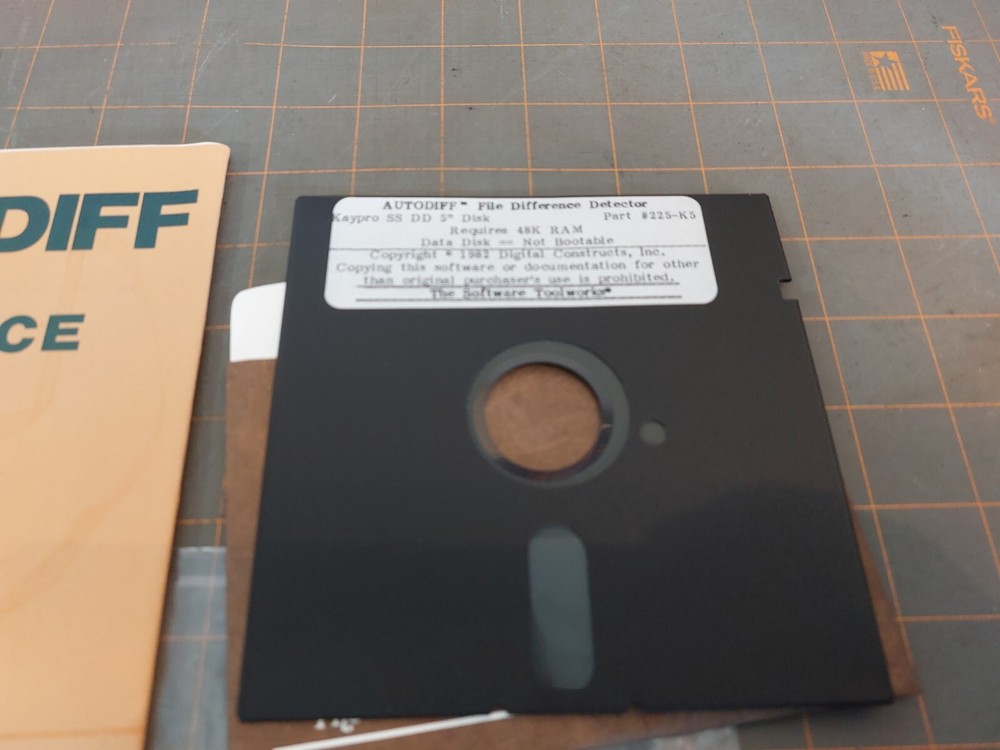 DIFF
CE
AUTODIFF™ File Difference Detector
Kaypro SS DD 5" Disk Part #225-K5
Requires 48K RAM
Data Disk -- Not Bootable
Copyright © 1982 Digital Constructs, Inc.
Copying this software or documentation for other
than original purchaser's use is prohibited.
The Software Toolworks®
FISKARS